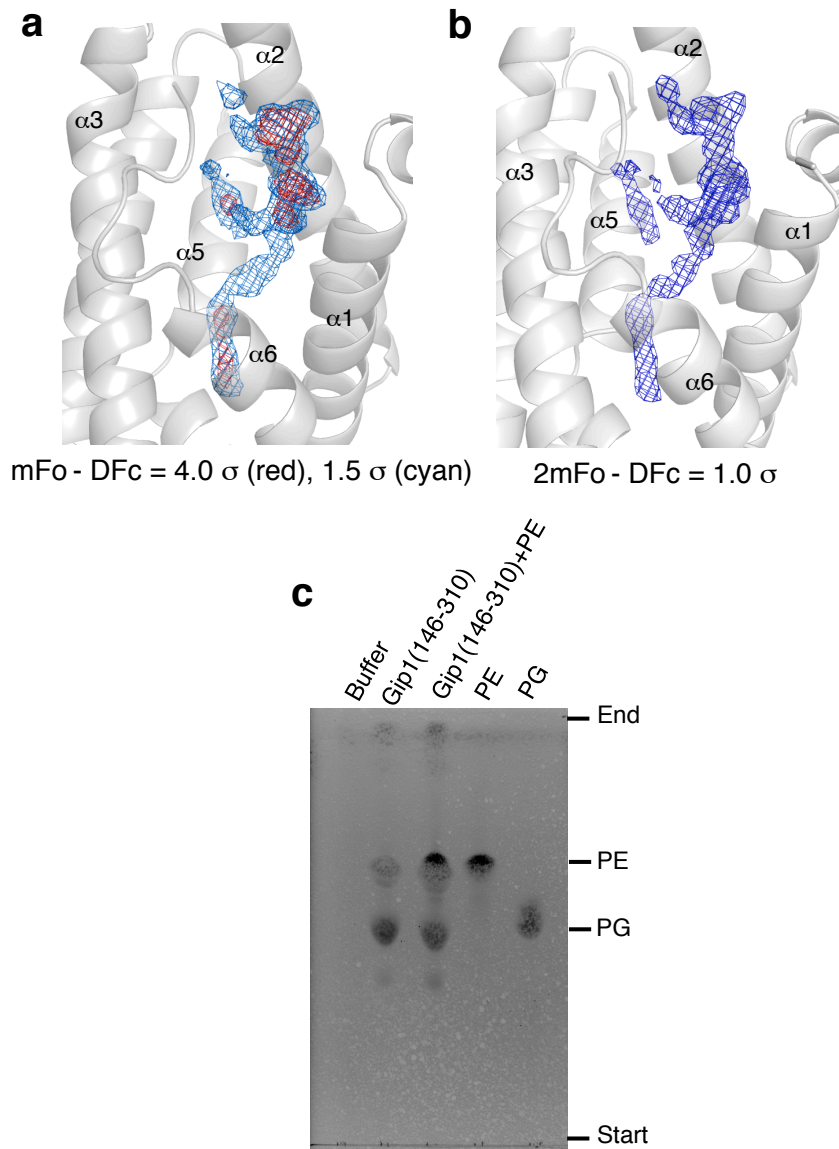 a
α2
α3
α5
α1
α6
mFo - DFc = 4.0 σ (red), 1.5 σ (cyan)
b
α2
α3
α5
α1
α6
2mFo - DFc = 1.0 σ
c
Buffer
Gip1(146-310)
Gip1(146-310)+PE
PE
PG
End
PE
PG
Start